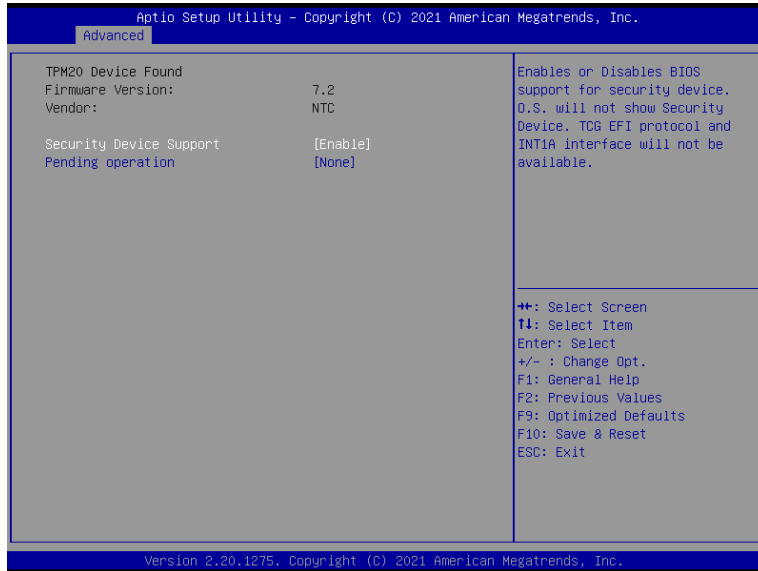 Aptio Setup Utility – Copyright (C) 2021 American Megatrends, Inc.
Advanced
TPM20 Device Found
Firmware Version: 7.2
Vendor: NTC
Security Device Support [Enable]
Pending operation [None]
Enables or Disables BIOS
support for security device.
O.S. will not show Security
Device. TCG EFI protocol and
INT1A interface will not be
available.
→←: Select Screen
↑↓: Select Item
Enter: Select
+/- : Change Opt.
F1: General Help
F2: Previous Values
F9: Optimized Defaults
F10: Save & Reset
ESC: Exit
Version 2.20.1275. Copyright (C) 2021 American Megatrends, Inc.